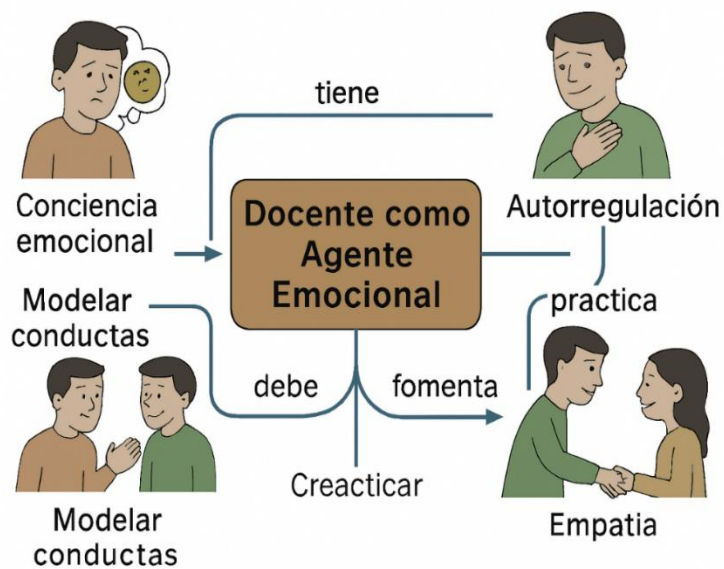 tiene
Conciencia
emocional
Docente como
Agente
Emocional
Autorregulación
Modelar
conductas
practica
debe
fomenta
Creacticar
Modelar
conductas
Empatia